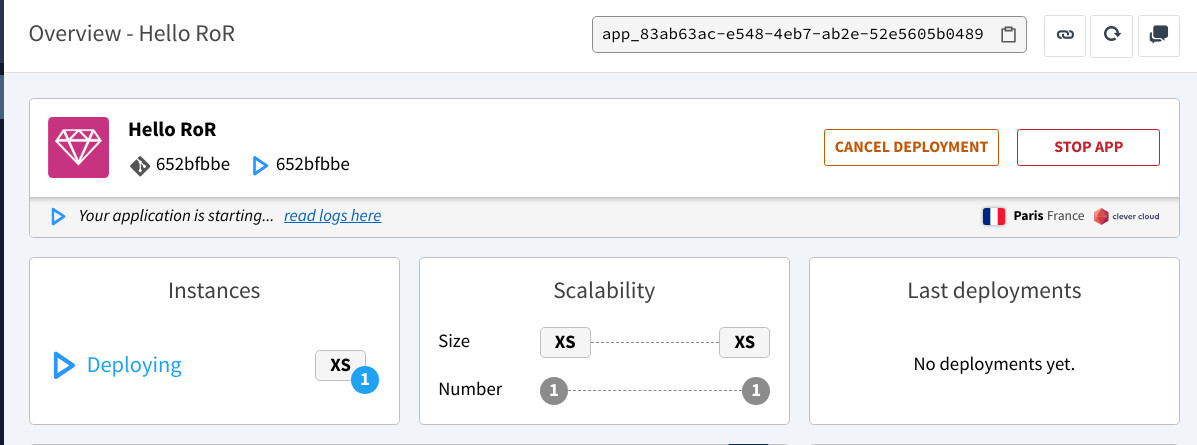 Overview - Hello RoR
app_83ab63ac-e548-4eb7-ab2e-52e5605b0489
Hello RoR
652bfbbe 652bfbbe
CANCEL DEPLOYMENT
STOP APP
Your application is starting... read logs here
Paris France
clever cloud
Instances
Deploying
XS
1
Scalability
Size XS XS
Number 1 1
Last deployments
No deployments yet.